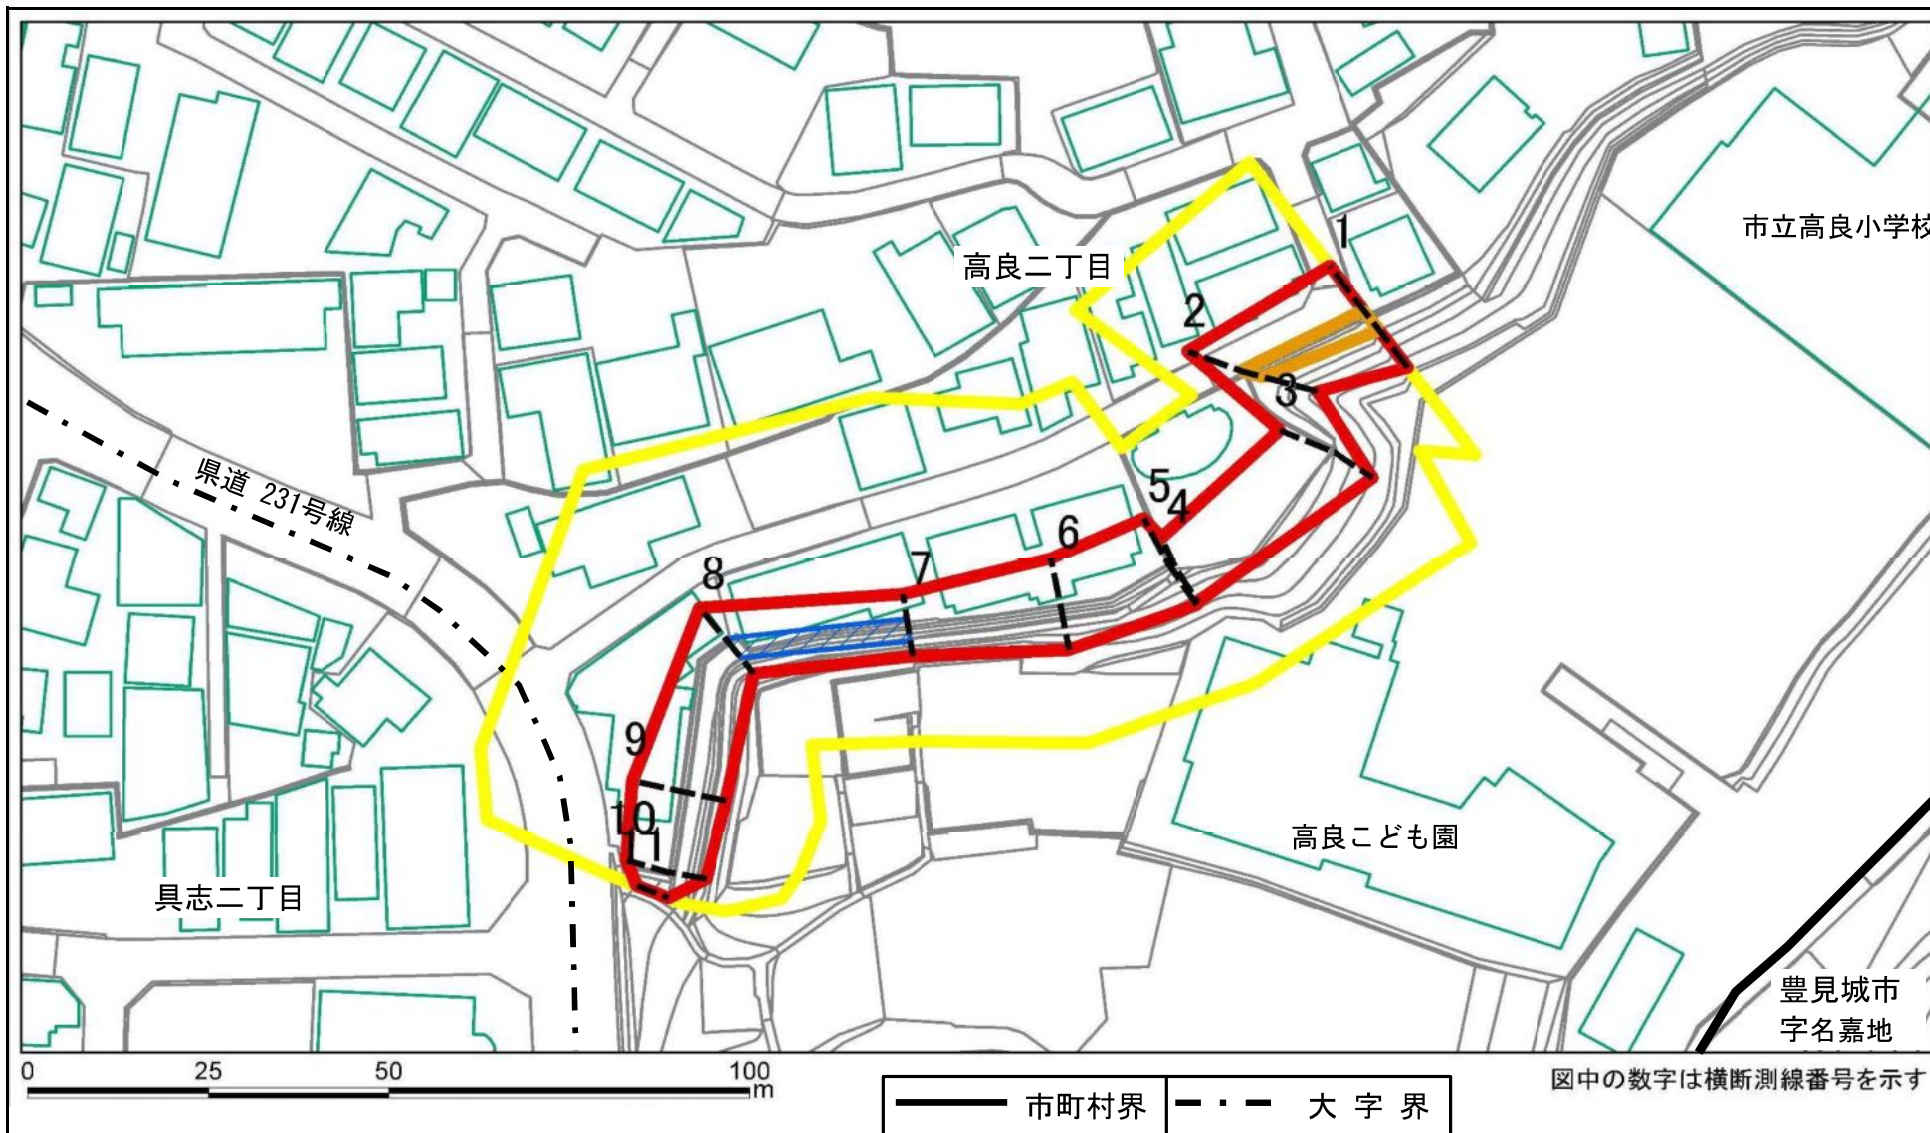 市立高良小学校
1
高良二丁目
2
3
県道 231号線
5
4
6
7
8
9
10
11
高良こども園
具志二丁目
豊見城市
字名嘉地
0 25 50 100
m
図中の数字は横断測線番号を示す
市町村界 大字界